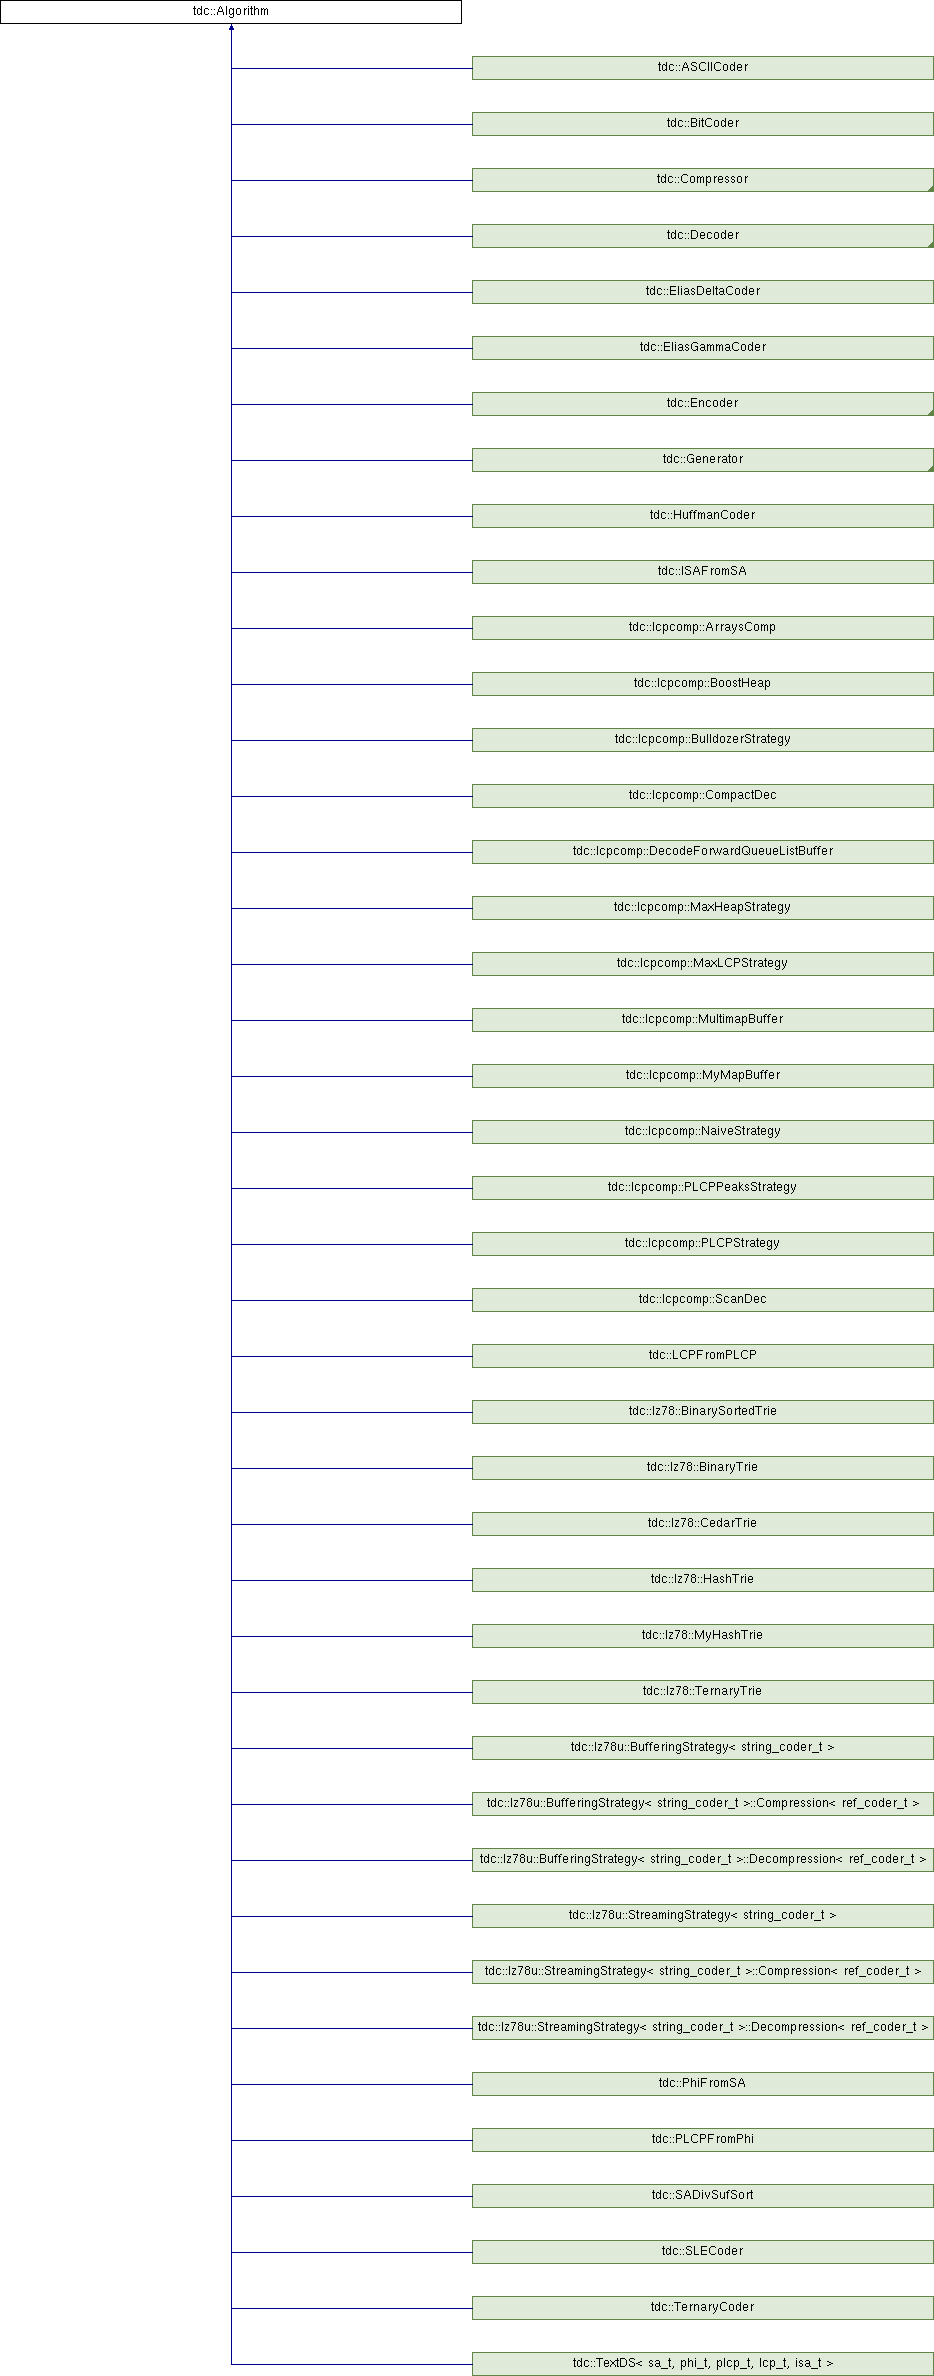 tdc::Algorithm
tdc::ASCIICoder
tdc::BitCoder
tdc::Compressor
tdc::Decoder
tdc::EliasDeltaCoder
tdc::EliasGammaCoder
tdc::Encoder
tdc::Generator
tdc::HuffmanCoder
tdc::ISAFromSA
tdc::lcpcomp::ArraysComp
tdc::lcpcomp::BoostHeap
tdc::lcpcomp::BulldozerStrategy
tdc::lcpcomp::CompactDec
tdc::lcpcomp::DecodeForwardQueueListBuffer
tdc::lcpcomp::MaxHeapStrategy
tdc::lcpcomp::MaxLCPStrategy
tdc::lcpcomp::MultimapBuffer
tdc::lcpcomp::MyMapBuffer
tdc::lcpcomp::NaiveStrategy
tdc::lcpcomp::PLCPPeaksStrategy
tdc::lcpcomp::PLCPStrategy
tdc::lcpcomp::ScanDec
tdc::LCPFromPLCP
tdc::lz78::BinarySortedTrie
tdc::lz78::BinaryTrie
tdc::lz78::CedarTrie
tdc::lz78::HashTrie
tdc::lz78::MyHashTrie
tdc::lz78::TernaryTrie
tdc::lz78u::BufferingStrategy< string_coder_t >
tdc::lz78u::BufferingStrategy< string_coder_t >::Compression< ref_coder_t >
tdc::lz78u::BufferingStrategy< string_coder_t >::Decompression< ref_coder_t >
tdc::lz78u::StreamingStrategy< string_coder_t >
tdc::lz78u::StreamingStrategy< string_coder_t >::Compression< ref_coder_t >
tdc::lz78u::StreamingStrategy< string_coder_t >::Decompression< ref_coder_t >
tdc::PhiFromSA
tdc::PLCPFromPhi
tdc::SADivSufSort
tdc::SLECoder
tdc::TernaryCoder
tdc::TextDS< sa_t, phi_t, plcp_t, lcp_t, isa_t >